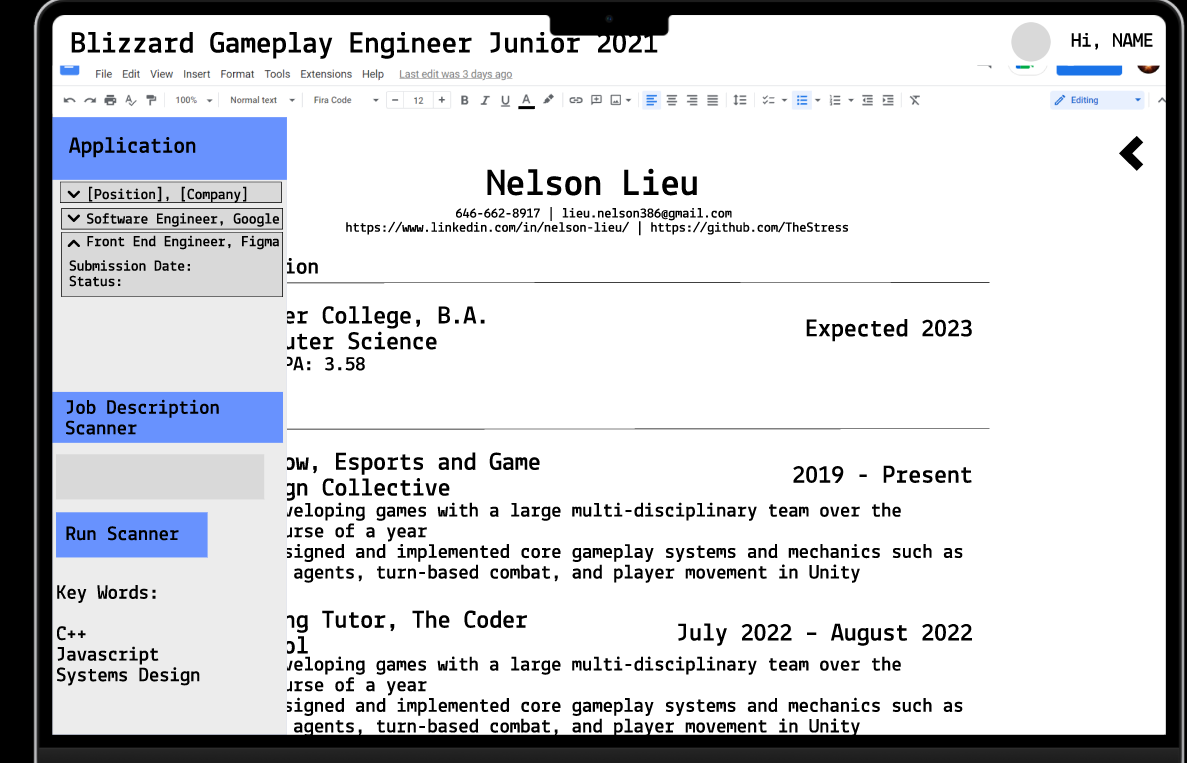 Blizzard Gameplay Engineer Junior 2021
Hi, NAME
File Edit View Insert Format Tools Extensions Help Last edit was 3 days ago
100% Normal text Fira Code - 12 + B I U A Editing
Application
[Position], [Company]
Software Engineer, Google
Front End Engineer, Figma
Submission Date:
Status:
Job Description
Scanner
Run Scanner
Key Words:
C++
Javascript
Systems Design
Nelson Lieu
646-662-8917 | lieu.nelson386@gmail.com
https://www.linkedin.com/in/nelson-lieu/ | https://github.com/TheStress
ion
er College, B.A.
uter Science
Expected 2023
PA: 3.58
ow, Esports and Game
gn Collective
2019 - Present
veloping games with a large multi-disciplinary team over the
urse of a year
signed and implemented core gameplay systems and mechanics such as
agents, turn-based combat, and player movement in Unity
ng Tutor, The Coder
ol
July 2022 – August 2022
veloping games with a large multi-disciplinary team over the
urse of a year
signed and implemented core gameplay systems and mechanics such as
agents, turn-based combat, and player movement in Unity